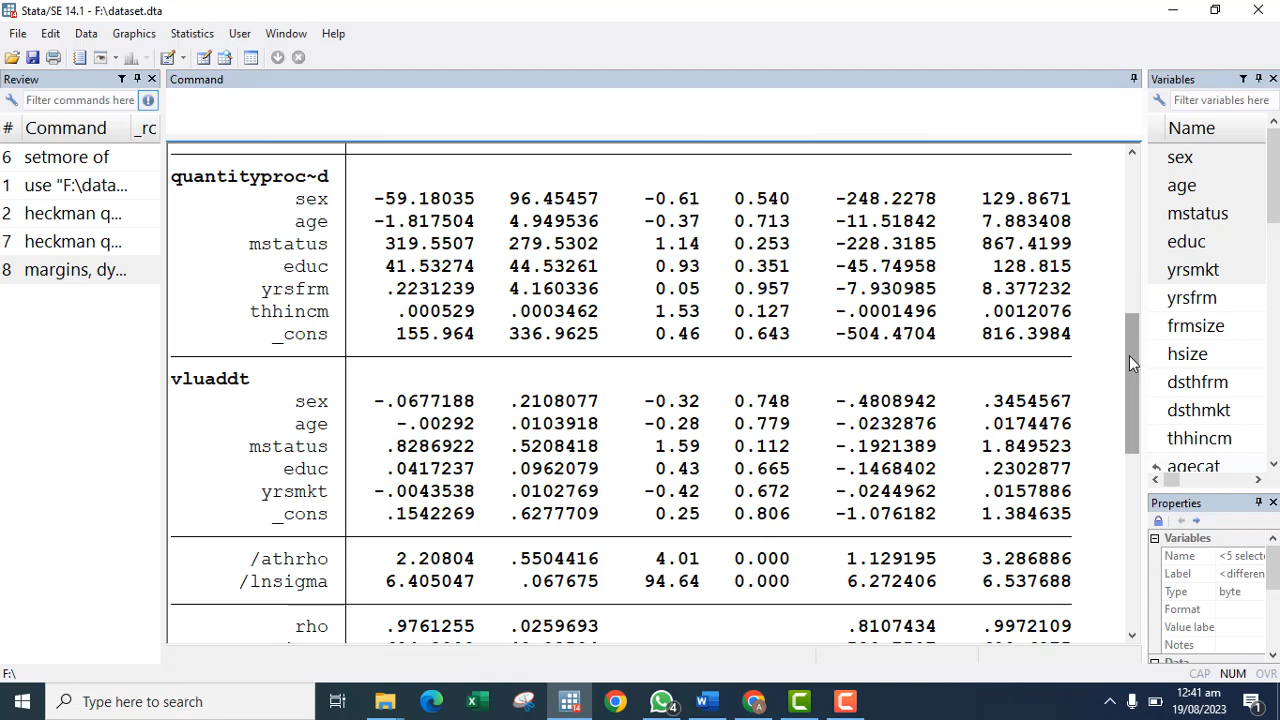 Stata/SE 14.1 - F:\dataset.dta
File Edit Data Graphics Statistics User Window Help
Review
Filter commands here
# Command _rc
6 setmore of
1 use "F:\data...
2 heckman q...
7 heckman q...
8 margins, dy...
Command
quantityproc~d
sex -59.18035 96.45457 -0.61 0.540 -248.2278 129.8671
age -1.817504 4.949536 -0.37 0.713 -11.51842 7.883408
mstatus 319.5507 279.5302 1.14 0.253 -228.3185 867.4199
educ 41.53274 44.53261 0.93 0.351 -45.74958 128.815
yrsfrm .2231239 4.160336 0.05 0.957 -7.930985 8.377232
thhincm .000529 .0003462 1.53 0.127 -.0001496 .0012076
_cons 155.964 336.9625 0.46 0.643 -504.4704 816.3984
vluaddt
sex -.0677188 .2108077 -0.32 0.748 -.4808942 .3454567
age -.00292 .0103918 -0.28 0.779 -.0232876 .0174476
mstatus .8286922 .5208418 1.59 0.112 -.1921389 1.849523
educ .0417237 .0962079 0.43 0.665 -.1468402 .2302877
yrsmkt -.0043538 .0102769 -0.42 0.672 -.0244962 .0157886
_cons .1542269 .6277709 0.25 0.806 -1.076182 1.384635
/athrho 2.20804 .5504416 4.01 0.000 1.129195 3.286886
/lnsigma 6.405047 .067675 94.64 0.000 6.272406 6.537688
rho .9761255 .0259693 .8107434 .9972109
Variables
Filter variables here
Name
sex
age
mstatus
educ
yrsmkt
yrsfrm
frmsize
hsize
dsthfrm
dsthmkt
thhincm
agecat
Properties
Variables
Name <5 selecte
Label <differen
Type byte
Format
Value labe
Notes
Data
F:\
CAP NUM OVR
Type here to search
4
12:41 am
19/08/2023
1